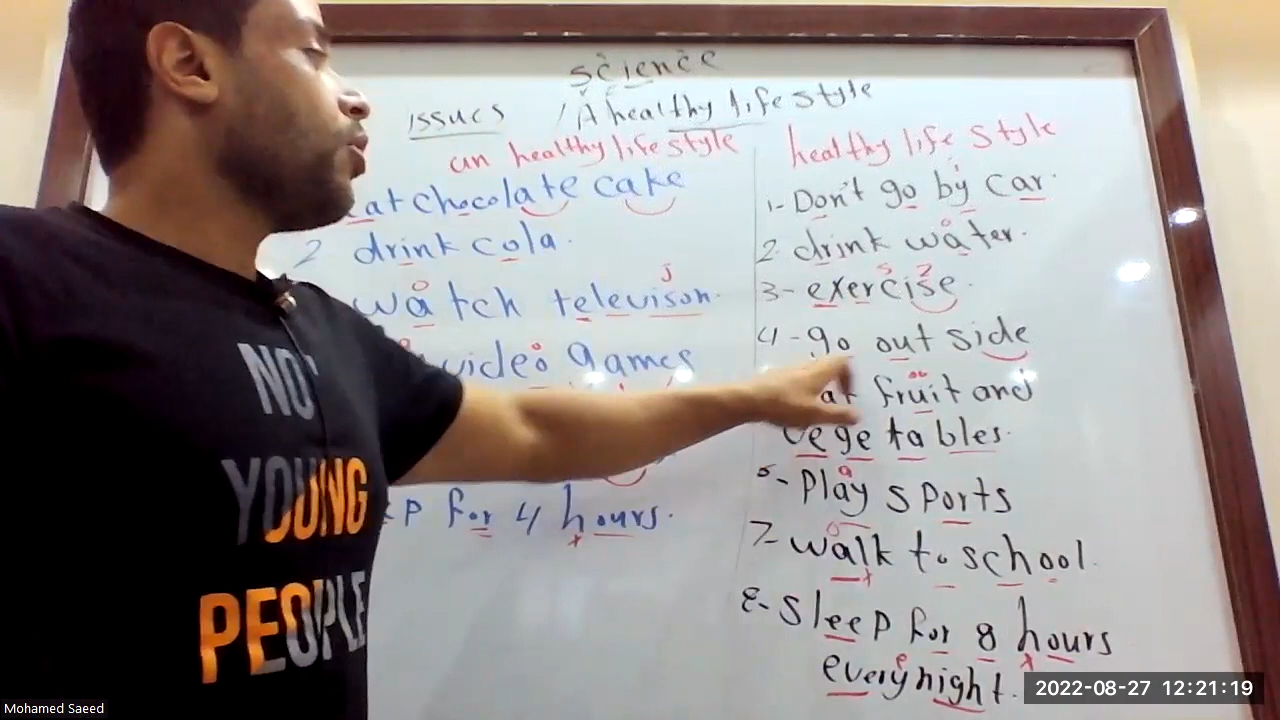 science
issues / A healthy life style
un healthy life style
eat chocolate cake
2 drink cola.
watch televison.
video games
for 4 hours.
healthy life style
1- Don't go by car.
2- drink water.
3- exercise.
4- go out side
fruit and
vegetables.
play sports
7- walk to school.
8- sleep for 8 hours
every night.
NO
YOUNG
PEOPLE
Mohamed Saeed
2022-08-27 12:21:19